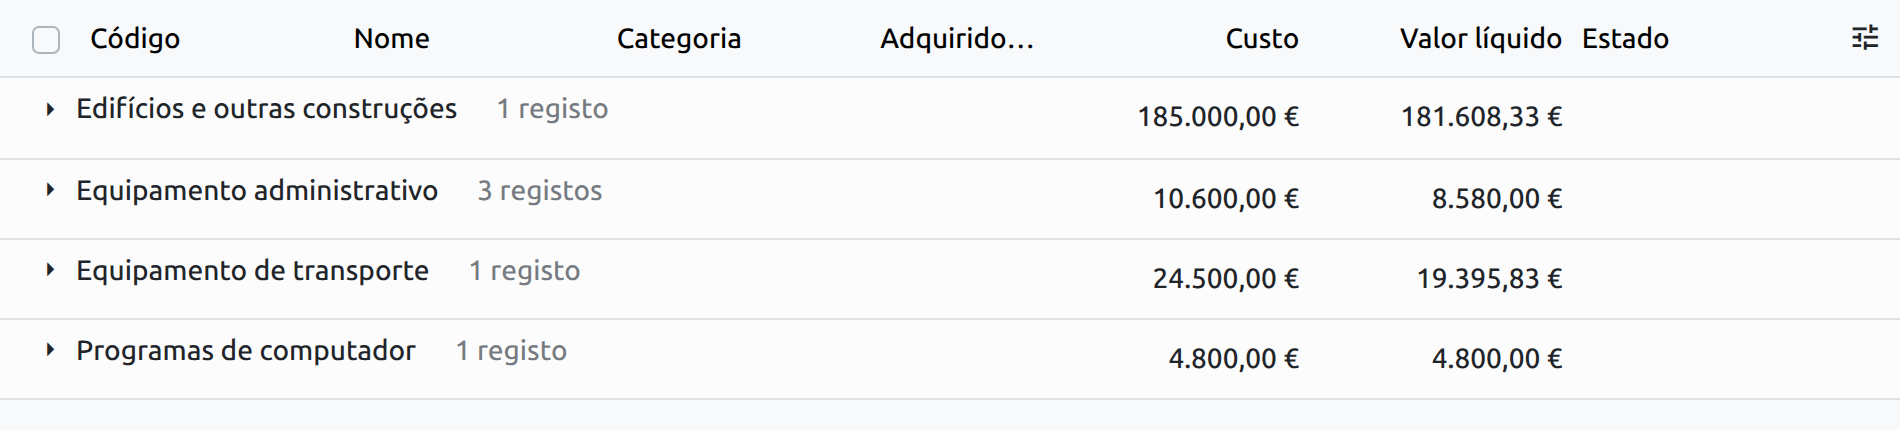 Código Nome Categoria Adquirido… Custo Valor líquido Estado
Edifícios e outras construções 1 registo 185.000,00 € 181.608,33 €
Equipamento administrativo 3 registos 10.600,00 € 8.580,00 €
Equipamento de transporte 1 registo 24.500,00 € 19.395,83 €
Programas de computador 1 registo 4.800,00 € 4.800,00 €